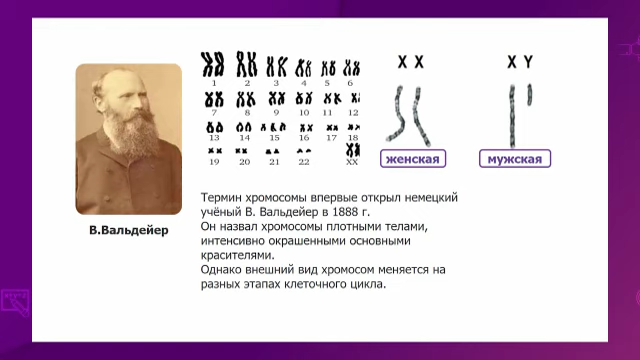 X X
X Y
1 2 3 4 5 6
7 8 9 10 11 12
13 14 15 16 17 18
19 20 21 22 XX
женская
мужская
В.Вальдейер
Термин хромосомы впервые открыл немецкий
учёный В. Вальдейер в 1888 г.
Он назвал хромосомы плотными телами,
интенсивно окрашенными основными
красителями.
Однако внешний вид хромосом меняется на
разных этапах клеточного цикла.